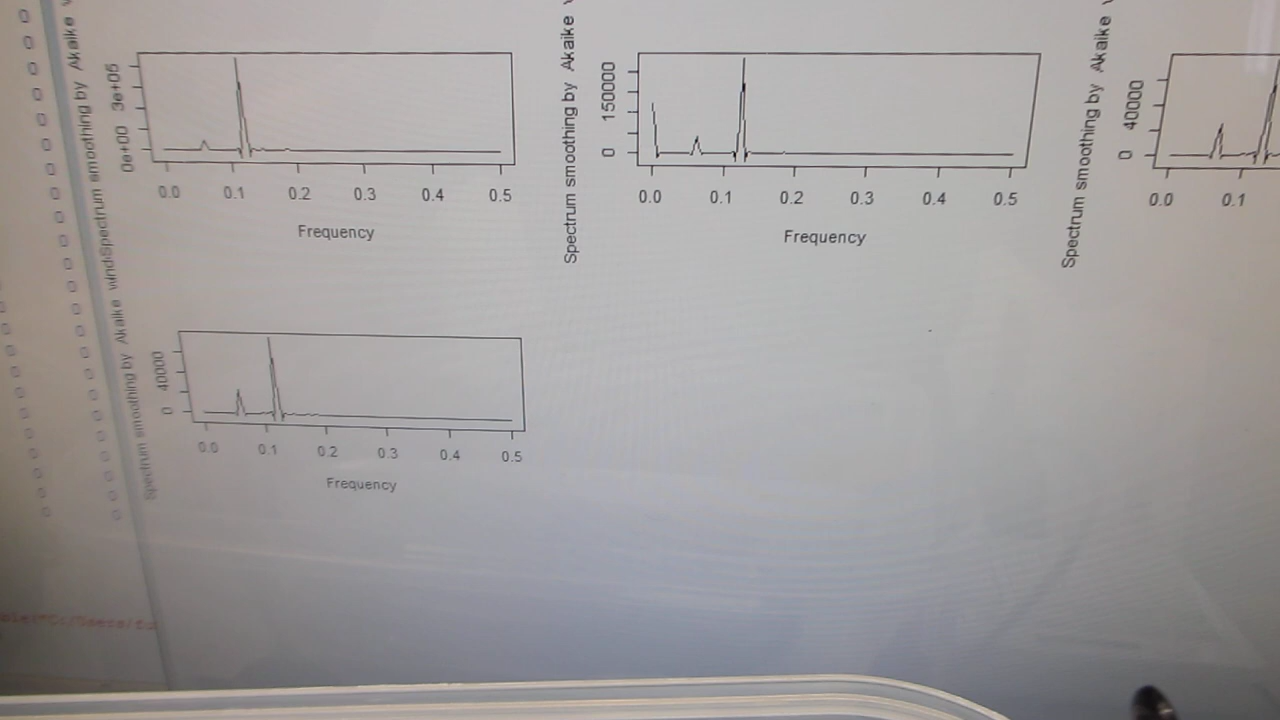 Spectrum smoothing by Akaike
3e+05
0e+00
0.0 0.1 0.2 0.3 0.4 0.5
Frequency
Spectrum smoothing by Akaike
150000
0
0.0 0.1 0.2 0.3 0.4 0.5
Frequency
Spectrum smoothing by Akaike
40000
0
0.0 0.1
Spectrum smoothing by Akaike wind
40000
0
0.0 0.1 0.2 0.3 0.4 0.5
Frequency